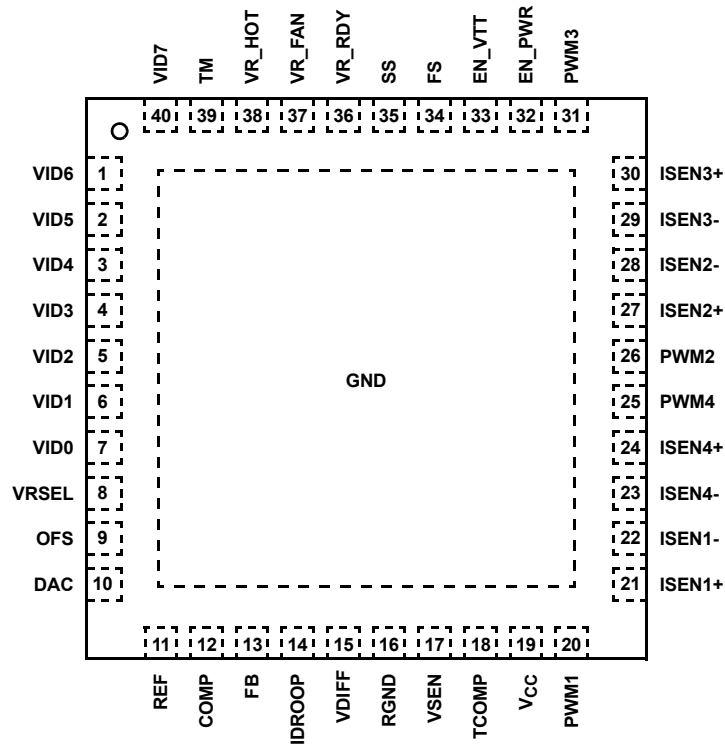 VID7 TM VR_HOT VR_FAN VR_RDY SS FS EN_VTT EN_PWR PWM3
40 39 38 37 36 35 34 33 32 31
VID6 1 30 ISEN3+
VID5 2 29 ISEN3-
VID4 3 28 ISEN2-
VID3 4 27 ISEN2+
VID2 5 26 PWM2
GND
VID1 6 25 PWM4
VID0 7 24 ISEN4+
VRSEL 8 23 ISEN4-
OFS 9 22 ISEN1-
DAC 10 21 ISEN1+
11 12 13 14 15 16 17 18 19 20
REF COMP FB IDROOP VDIFF RGND VSEN TCOMP VCC PWM1